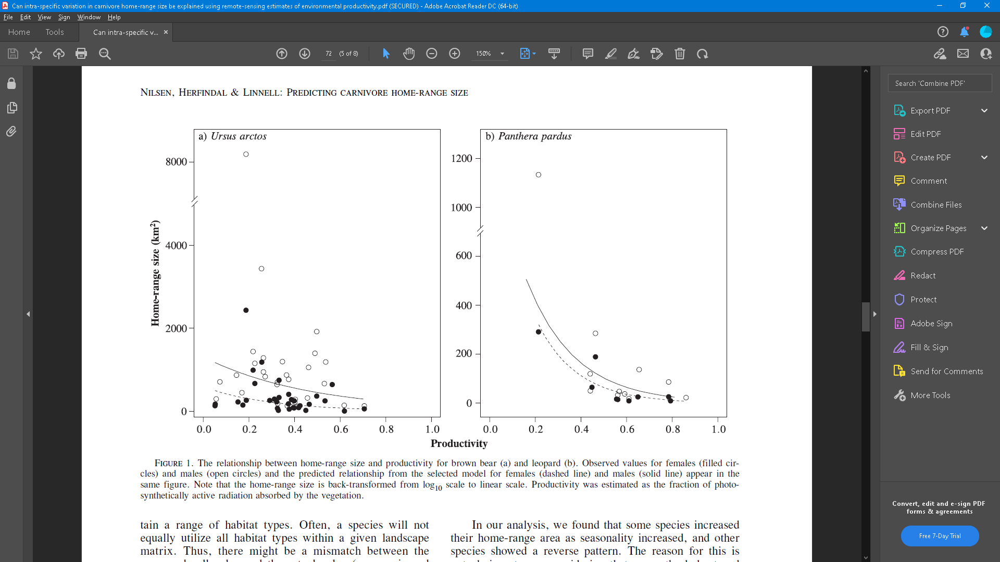 Can intra-specific variation in carnivore home-range size be explained using remote-sensing estimates of environmental productivity.pdf (SECURED) - Adobe Acrobat Reader DC (64-bit)
File Edit View Sign Window Help
Home Tools Can intra-specific v... ×
72 (5 of 8) 150%
Search 'Combine PDF'
Export PDF
Edit PDF
Create PDF
Comment
Combine Files
Organize Pages
Compress PDF
Redact
Protect
Adobe Sign
Fill & Sign
Send for Comments
More Tools
Convert, edit and e-sign PDF
forms & agreements
Free 7-Day Trial
NILSEN, HERFINDAL & LINNELL: PREDICTING CARNIVORE HOME-RANGE SIZE
a) Ursus arctos
8000
4000
2000
0
Home-range size (km²)
0.0 0.2 0.4 0.6 0.8 1.0
b) Panthera pardus
1200
1000
600
400
200
0
0.0 0.2 0.4 0.6 0.8 1.0
Productivity
FIGURE 1. The relationship between home-range size and productivity for brown bear (a) and leopard (b). Observed values for females (filled cir-
cles) and males (open circles) and the predicted relationship from the selected model for females (dashed line) and males (solid line) appear in the
same figure. Note that the home-range size is back-transformed from log₁₀ scale to linear scale. Productivity was estimated as the fraction of photo-
synthetically active radiation absorbed by the vegetation.
tain a range of habitat types. Often, a species will not
equally utilize all habitat types within a given landscape
matrix. Thus, there might be a mismatch between the
In our analysis, we found that some species increased
their home-range area as seasonality increased, and other
species showed a reverse pattern. The reason for this is